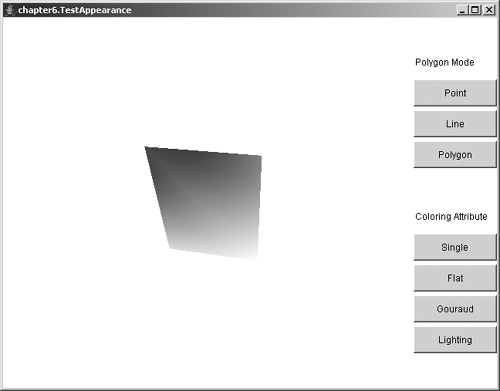 chapter6.TestAppearance
Polygon Mode
Point
Line
Polygon
Coloring Attribute
Single
Flat
Gouraud
Lighting